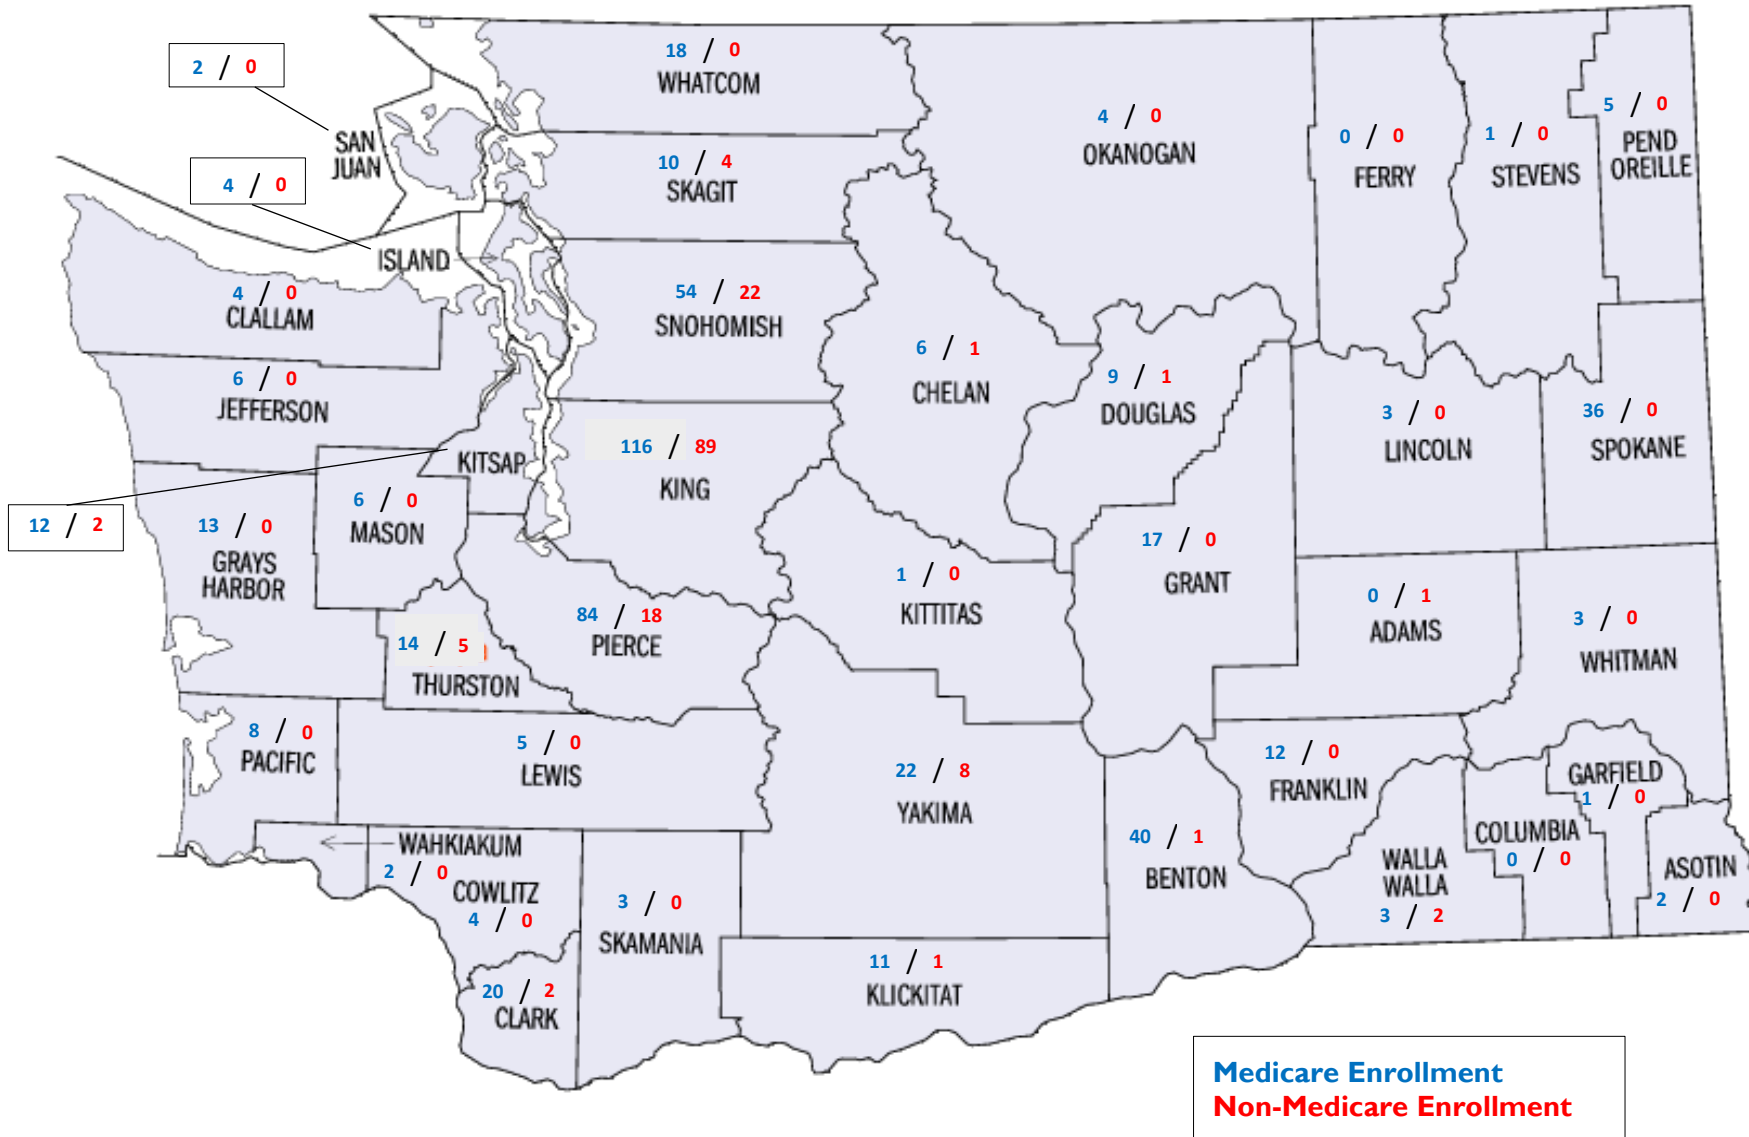 18 / 0
WHATCOM
2 / 0
SAN
JUAN
4 / 0
ISLAND
10 / 4
SKAGIT
4 / 0
OKANOGAN
0 / 0
FERRY
1 / 0
STEVENS
5 / 0
PEND
OREILLE
4 / 0
CLALLAM
54 / 22
SNOHOMISH
6 / 0
JEFFERSON
6 / 1
CHELAN
9 / 1
DOUGLAS
3 / 0
LINCOLN
36 / 0
SPOKANE
116 / 89
KING
KITSAP
12 / 2
6 / 0
MASON
13 / 0
GRAYS
HARBOR
17 / 0
GRANT
1 / 0
KITTITAS
0 / 1
ADAMS
3 / 0
WHITMAN
84 / 18
PIERCE
14 / 5
THURSTON
8 / 0
PACIFIC
5 / 0
LEWIS
22 / 8
YAKIMA
12 / 0
FRANKLIN
GARFIELD
1 / 0
COLUMBIA
0 / 0
40 / 1
BENTON
WALLA
WALLA
3 / 2
ASOTIN
2 / 0
WAHKIAKUM
2 / 0
COWLITZ
4 / 0
3 / 0
SKAMANIA
11 / 1
KLICKITAT
20 / 2
CLARK
Medicare Enrollment
Non-Medicare Enrollment